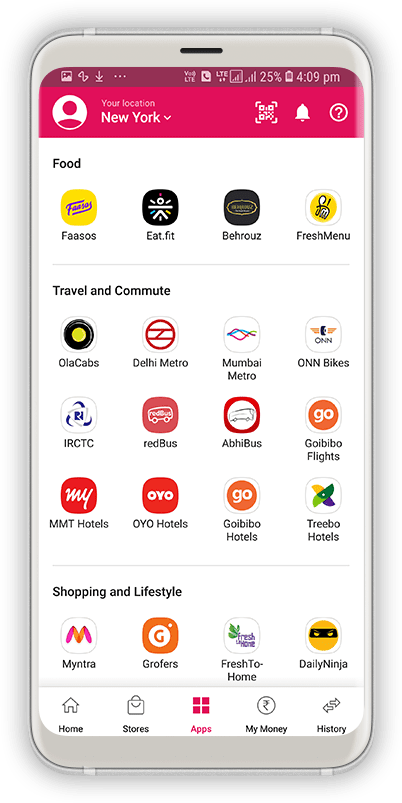 LTE 25% 4:09 pm
Your location
New York
Food
Faasos
BEHROUZ
Faasos Eat.fit Behrouz FreshMenu
Travel and Commute
ONN
OlaCabs Delhi Metro Mumbai Metro ONN Bikes
redBus
go
IRCTC redBus AbhiBus Goibibo Flights
my OYO go
MMT Hotels OYO Hotels Goibibo Hotels Treebo Hotels
Shopping and Lifestyle
G fresh to Home
Myntra Grofers FreshTo-Home DailyNinja
Home Stores Apps My Money History